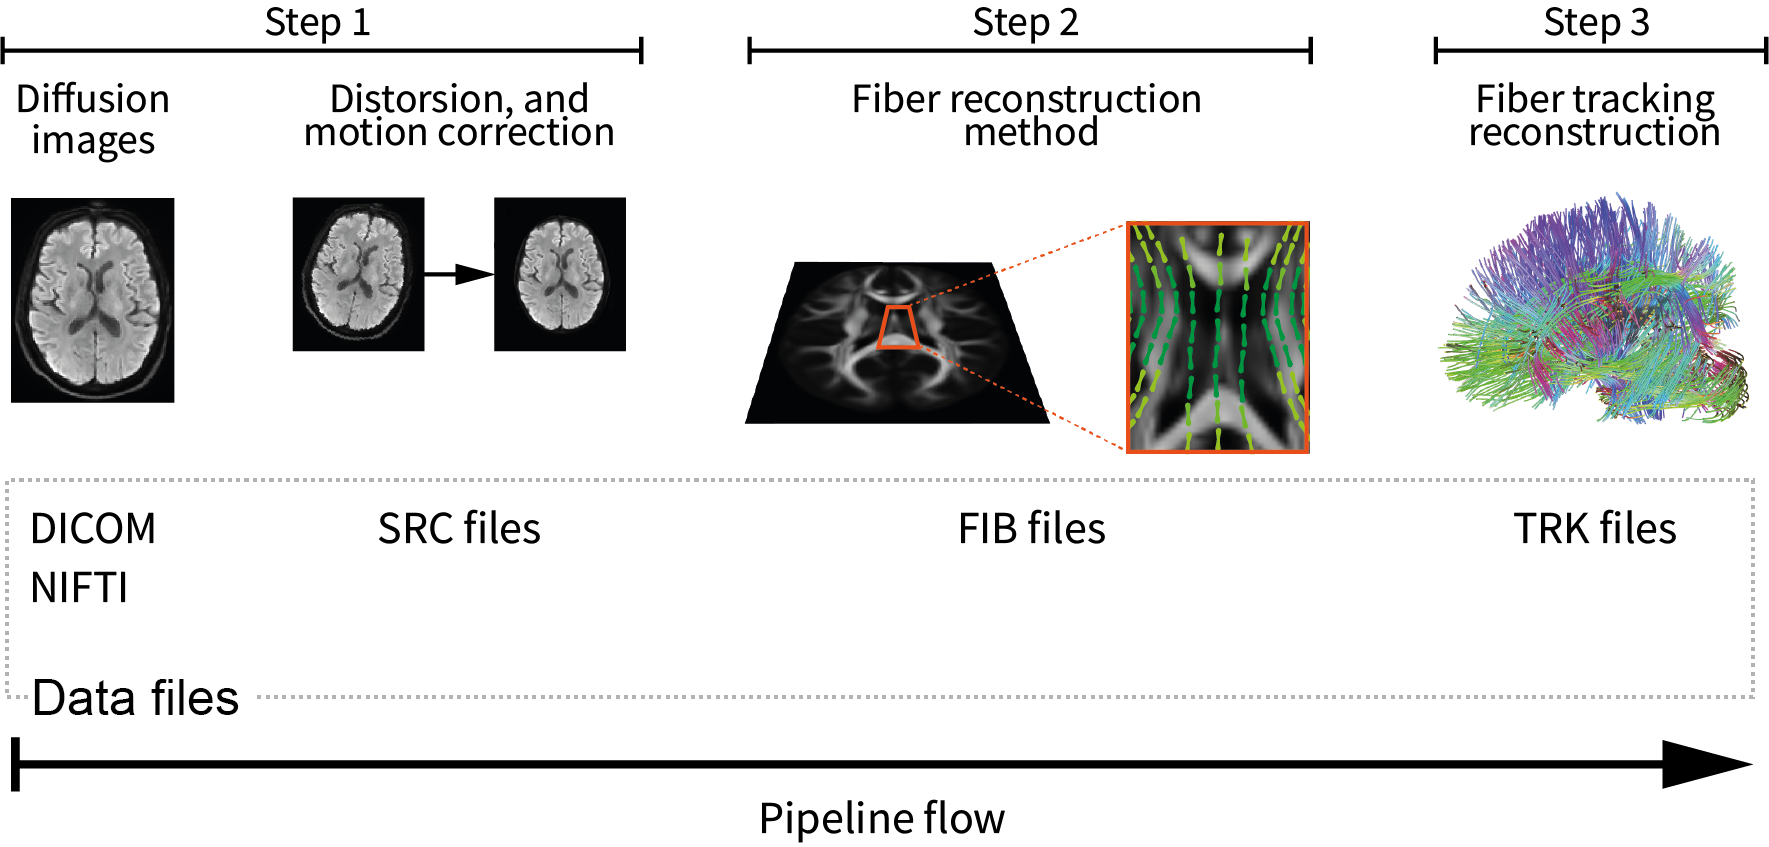 Step 1
Step 2
Step 3
Diffusion
images
Distorsion, and
motion correction
Fiber reconstruction
method
Fiber tracking
reconstruction
DICOM
NIFTI
SRC files
FIB files
TRK files
Data files
Pipeline flow